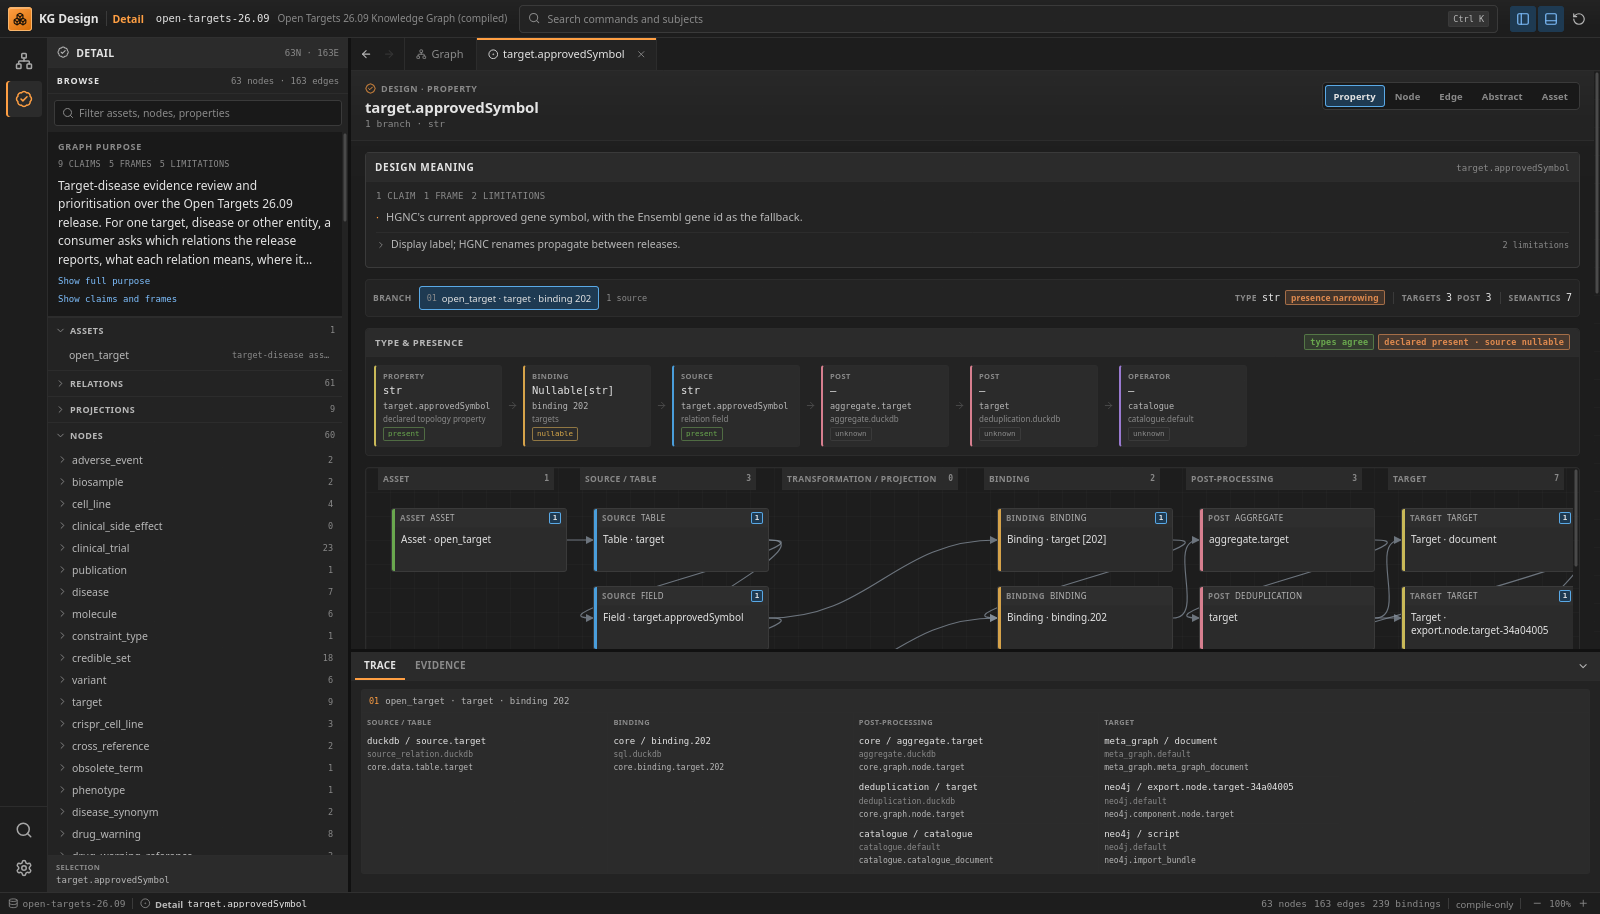 KG Design
Detail
open-targets-26.09
Open Targets 26.09 Knowledge Graph (compiled)
Search commands and subjects
Ctrl K
DETAIL
63N · 163E
BROWSE
63 nodes · 163 edges
Filter assets, nodes, properties
GRAPH PURPOSE
9 CLAIMS 5 FRAMES 5 LIMITATIONS
Target-disease evidence review and
prioritisation over the Open Targets 26.09
release. For one target, disease or other entity, a
consumer asks which relations the release
reports, what each relation means, where it...
Show full purpose
Show claims and frames
ASSETS 1
open_target target-disease ass…
RELATIONS 61
PROJECTIONS 9
NODES 60
adverse_event 2
biosample 2
cell_line 4
clinical_side_effect 0
clinical_trial 23
publication 1
disease 7
molecule 6
constraint_type 1
credible_set 18
variant 6
target 9
crispr_cell_line 3
cross_reference 2
obsolete_term 1
phenotype 1
disease_synonym 2
drug_warning 8
SELECTION
target.approvedSymbol
Graph
target.approvedSymbol
DESIGN · PROPERTY
target.approvedSymbol
1 branch · str
Property Node Edge Abstract Asset
DESIGN MEANING
target.approvedSymbol
1 CLAIM 1 FRAME 2 LIMITATIONS
· HGNC's current approved gene symbol, with the Ensembl gene id as the fallback.
Display label; HGNC renames propagate between releases.
2 limitations
BRANCH
01 open_target · target · binding 202
1 source
TYPE str presence narrowing TARGETS 3 POST 3 SEMANTICS 7
TYPE & PRESENCE
types agree
declared present · source nullable
PROPERTY
str
target.approvedSymbol
declared topology property
present
BINDING
Nullable[str]
binding 202
targets
nullable
SOURCE
str
target.approvedSymbol
relation field
present
POST
—
aggregate.target
aggregate.duckdb
unknown
POST
—
target
deduplication.duckdb
unknown
OPERATOR
—
catalogue
catalogue.default
unknown
ASSET 1
SOURCE / TABLE 3
TRANSFORMATION / PROJECTION 0
BINDING 2
POST-PROCESSING 3
TARGET 7
ASSET ASSET 1
Asset · open_target
SOURCE TABLE 1
Table · target
SOURCE FIELD 1
Field · target.approvedSymbol
BINDING BINDING 1
Binding · target [202]
BINDING BINDING
Binding · binding.202
POST AGGREGATE
aggregate.target
POST DEDUPLICATION
target
TARGET TARGET 1
Target · document
TARGET TARGET 1
Target ·
export.node.target-34a04005
TRACE EVIDENCE
01 open_target · target · binding 202
SOURCE / TABLE
duckdb / source.target
source_relation.duckdb
core.data.table.target
BINDING
core / binding.202
sql.duckdb
core.binding.target.202
POST-PROCESSING
core / aggregate.target
aggregate.duckdb
core.graph.node.target
deduplication / target
deduplication.duckdb
core.graph.node.target
catalogue / catalogue
catalogue.default
catalogue.catalogue_document
TARGET
meta_graph / document
meta_graph.default
meta_graph.meta_graph_document
neo4j / export.node.target-34a04005
neo4j.default
neo4j.component.node.target
neo4j / script
neo4j.default
neo4j.import_bundle
open-targets-26.09
Detail target.approvedSymbol
63 nodes 163 edges 239 bindings
compile-only
100%